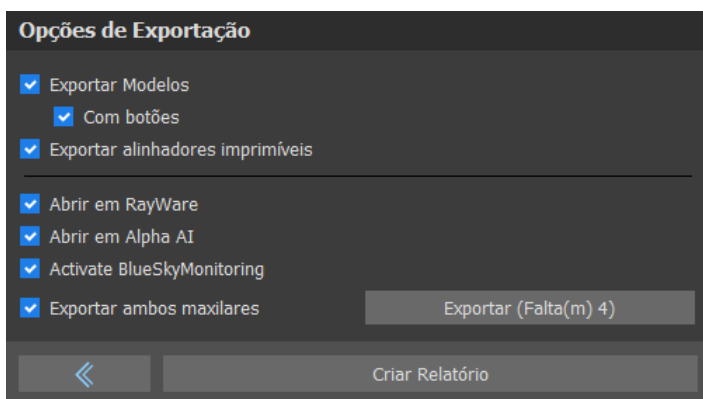 Opções de Exportação
Exportar Modelos
Com botões
Exportar alinhadores imprimíveis
Abrir em RayWare
Abrir em Alpha AI
Activate BlueSkyMonitoring
Exportar ambos maxilares
Exportar (Falta(m) 4)
Criar Relatório